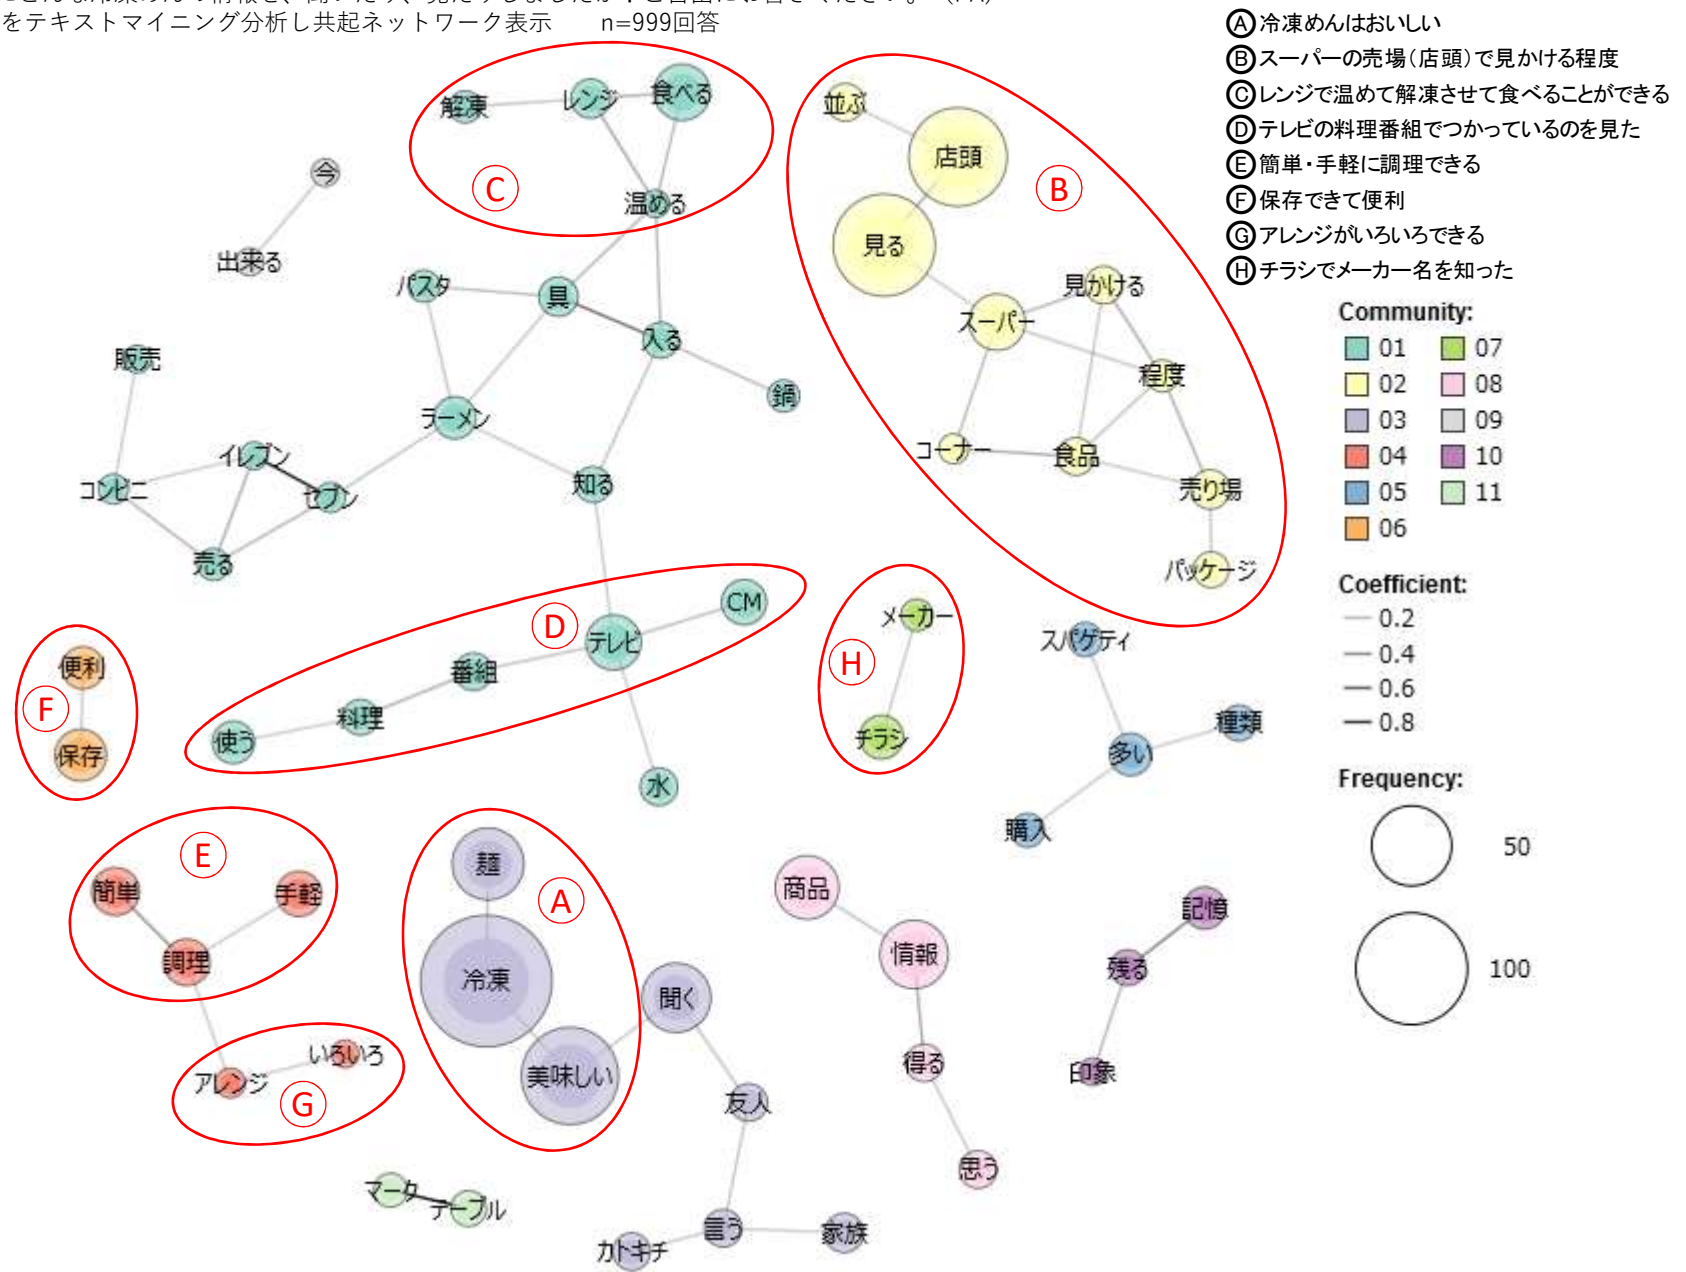 をテキストマイニング分析し共起ネットワーク表示 n=999回答
Ⓐ冷凍めんはおいしい
Ⓑスーパーの売場(店頭)で見かける程度
Ⓒレンジで温めて解凍させて食べることができる
Ⓓテレビの料理番組でつかっているのを見た
Ⓔ簡単・手軽に調理できる
Ⓕ保存できて便利
Ⓖアレンジがいろいろできる
Ⓗチラシでメーカー名を知った
解凍
レンジ
食べる
Ⓒ
温める
並ぶ
店頭
Ⓑ
見る
今
出来る
パスタ
具
入る
鍋
見かける
スーパー
程度
コーナー
食品
売り場
パッケージ
販売
ラーメン
イレブン
コンビニ
セブン
知る
売る
Community:
01 07
02 08
03 09
04 10
05 11
06
Coefficient:
0.2
0.4
0.6
0.8
Frequency:
50
100
CM
Ⓓ
テレビ
番組
料理
使う
水
便利
Ⓕ
保存
メーカー
Ⓗ
チラシ
スパゲティ
種類
多い
購入
Ⓔ
簡単
手軽
調理
いろいろ
アレンジ
Ⓖ
麺
Ⓐ
冷凍
美味しい
聞く
友人
言う
家族
カトキチ
商品
情報
得る
思う
記憶
残る
印象
マーク
テーブル